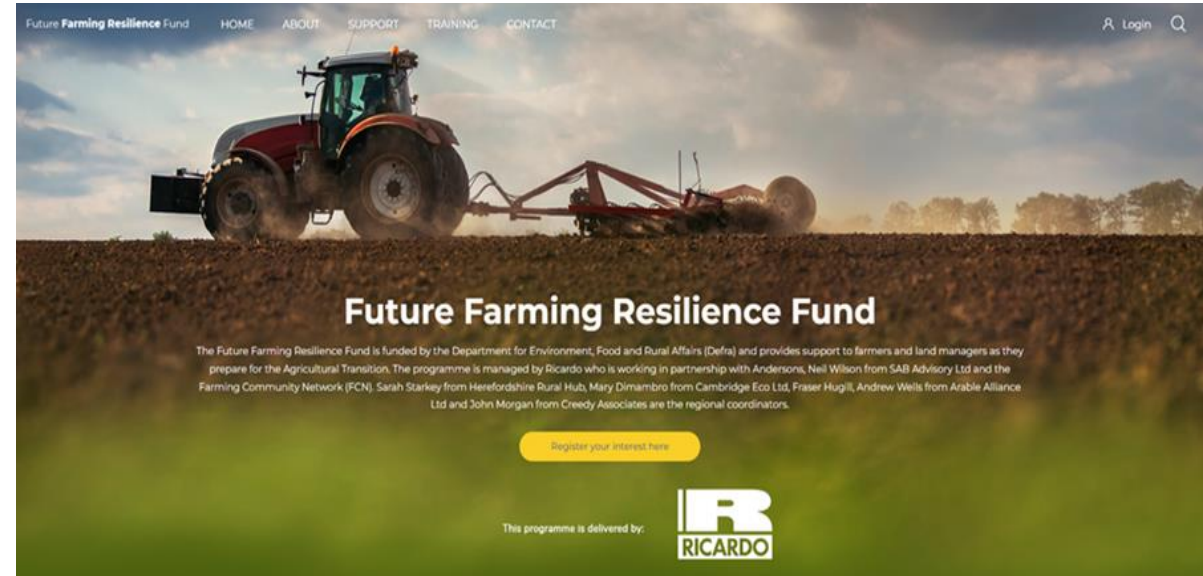 Future Farming Resilience Fund HOME ABOUT SUPPORT TRAINING CONTACT Login
Future Farming Resilience Fund
The Future Farming Resilience Fund is funded by the Department for Environment, Food and Rural Affairs (Defra) and provides support to farmers and land managers as they
prepare for the Agricultural Transition. The programme is managed by Ricardo who is working in partnership with Andersons, Neil Wilson from SAB Advisory Ltd and the
Farming Community Network (FCN). Sarah Starkey from Herefordshire Rural Hub, Mary Dimambro from Cambridge Eco Ltd, Fraser Hugill, Andrew Wells from Arable Alliance
Ltd and John Morgan from Creedy Associates are the regional coordinators.
Register your interest here
This programme is delivered by:
R
RICARDO